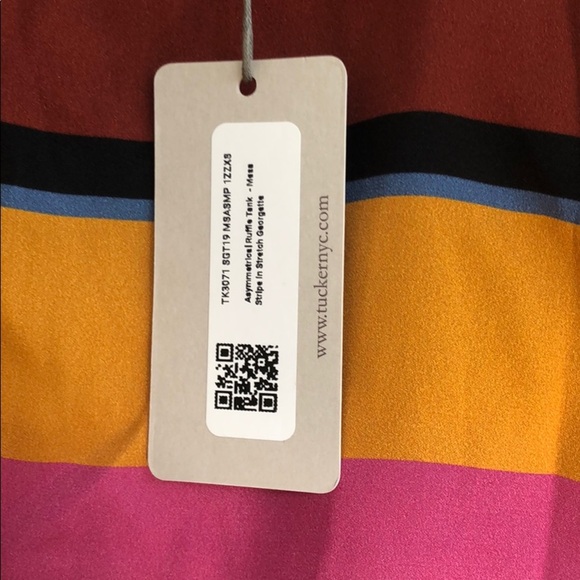 TK3071 SGT19 MSASMP 1ZZXS
Asymmetrical Ruffle Tank - Mesa
Stripe in Stretch Georgette
www.tuckernyc.com